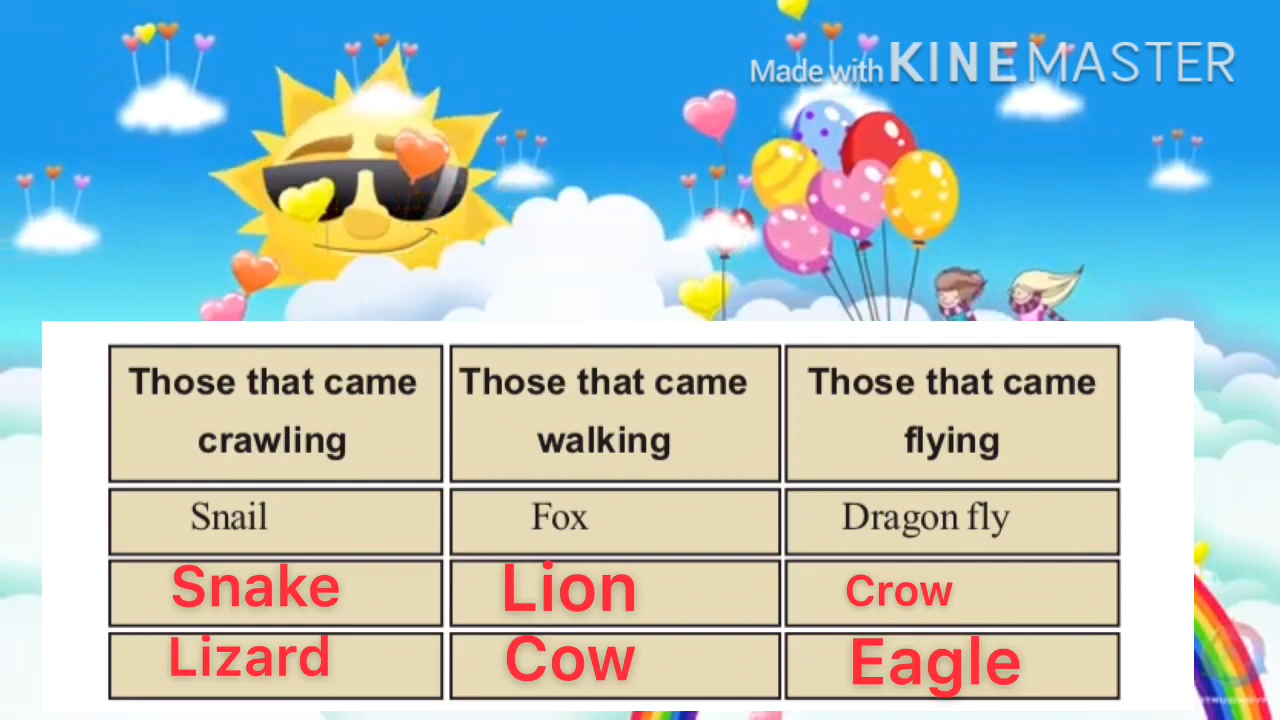 Made with KINEMASTER
Those that came crawling
Those that came walking
Those that came flying
Snail
Fox
Dragon fly
Snake
Lion
Crow
Lizard
Cow
Eagle